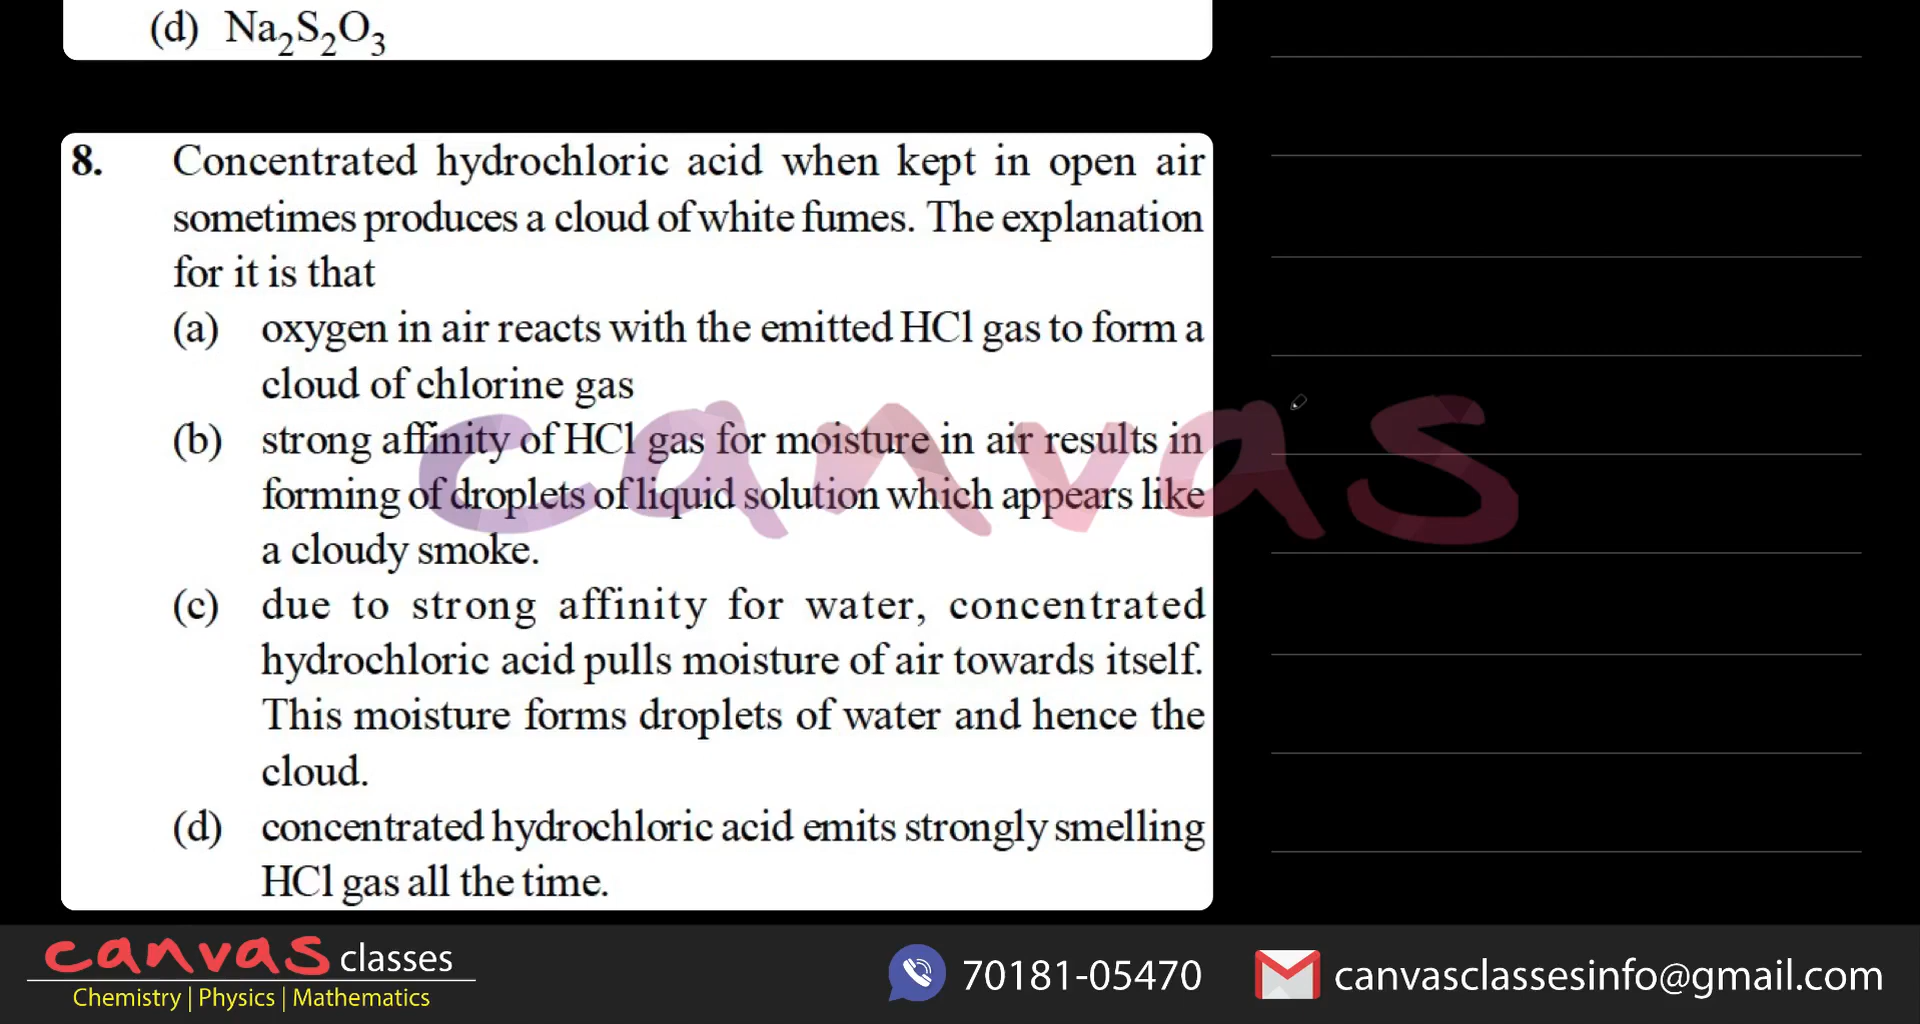 (d) Na₂S₂O₃
8. Concentrated hydrochloric acid when kept in open air
sometimes produces a cloud of white fumes. The explanation
for it is that
(a) oxygen in air reacts with the emitted HCl gas to form a
cloud of chlorine gas
(b) strong affinity of HCl gas for moisture in air results in
forming of droplets of liquid solution which appears like
a cloudy smoke.
(c) due to strong affinity for water, concentrated
hydrochloric acid pulls moisture of air towards itself.
This moisture forms droplets of water and hence the
cloud.
(d) concentrated hydrochloric acid emits strongly smelling
HCl gas all the time.
canvas
canvas classes
Chemistry | Physics | Mathematics
70181-05470
canvasclassesinfo@gmail.com